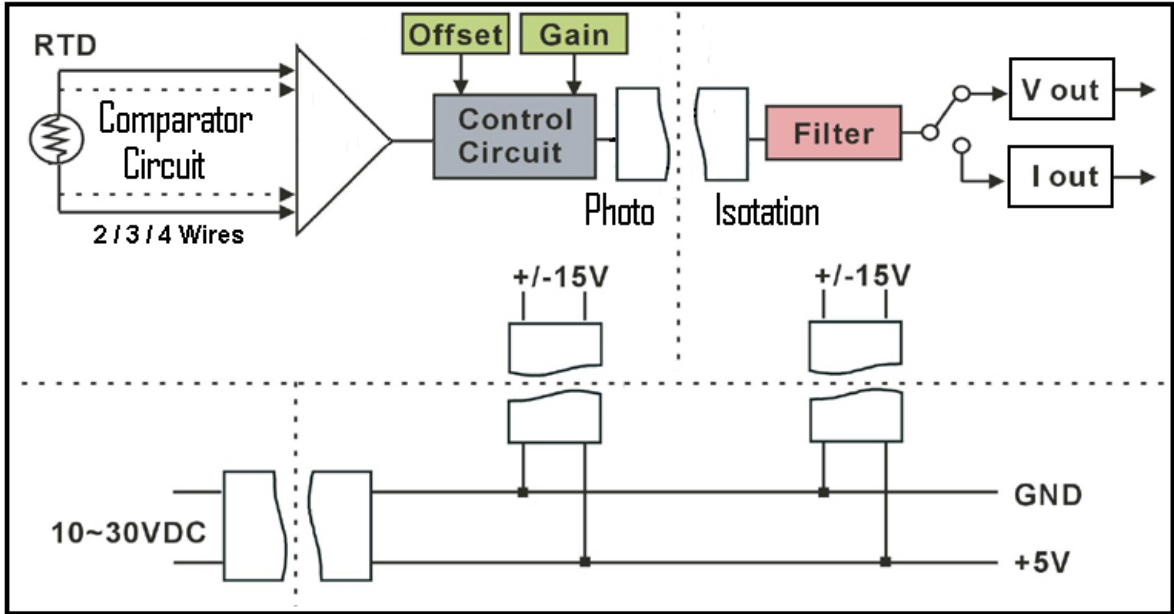 RTD
Offset
Gain
Comparator
Circuit
Control
Circuit
Filter
V out
I out
Photo
Isotation
2 / 3 / 4 Wires
+/-15V
+/-15V
10~30VDC
GND
+5V